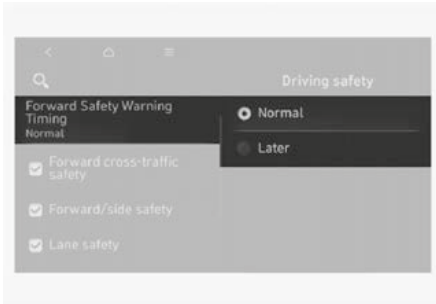 Driving safety
Forward Safety Warning
Timing
Normal
Normal
Later
Forward cross-traffic
safety
Forward/side safety
Lane safety